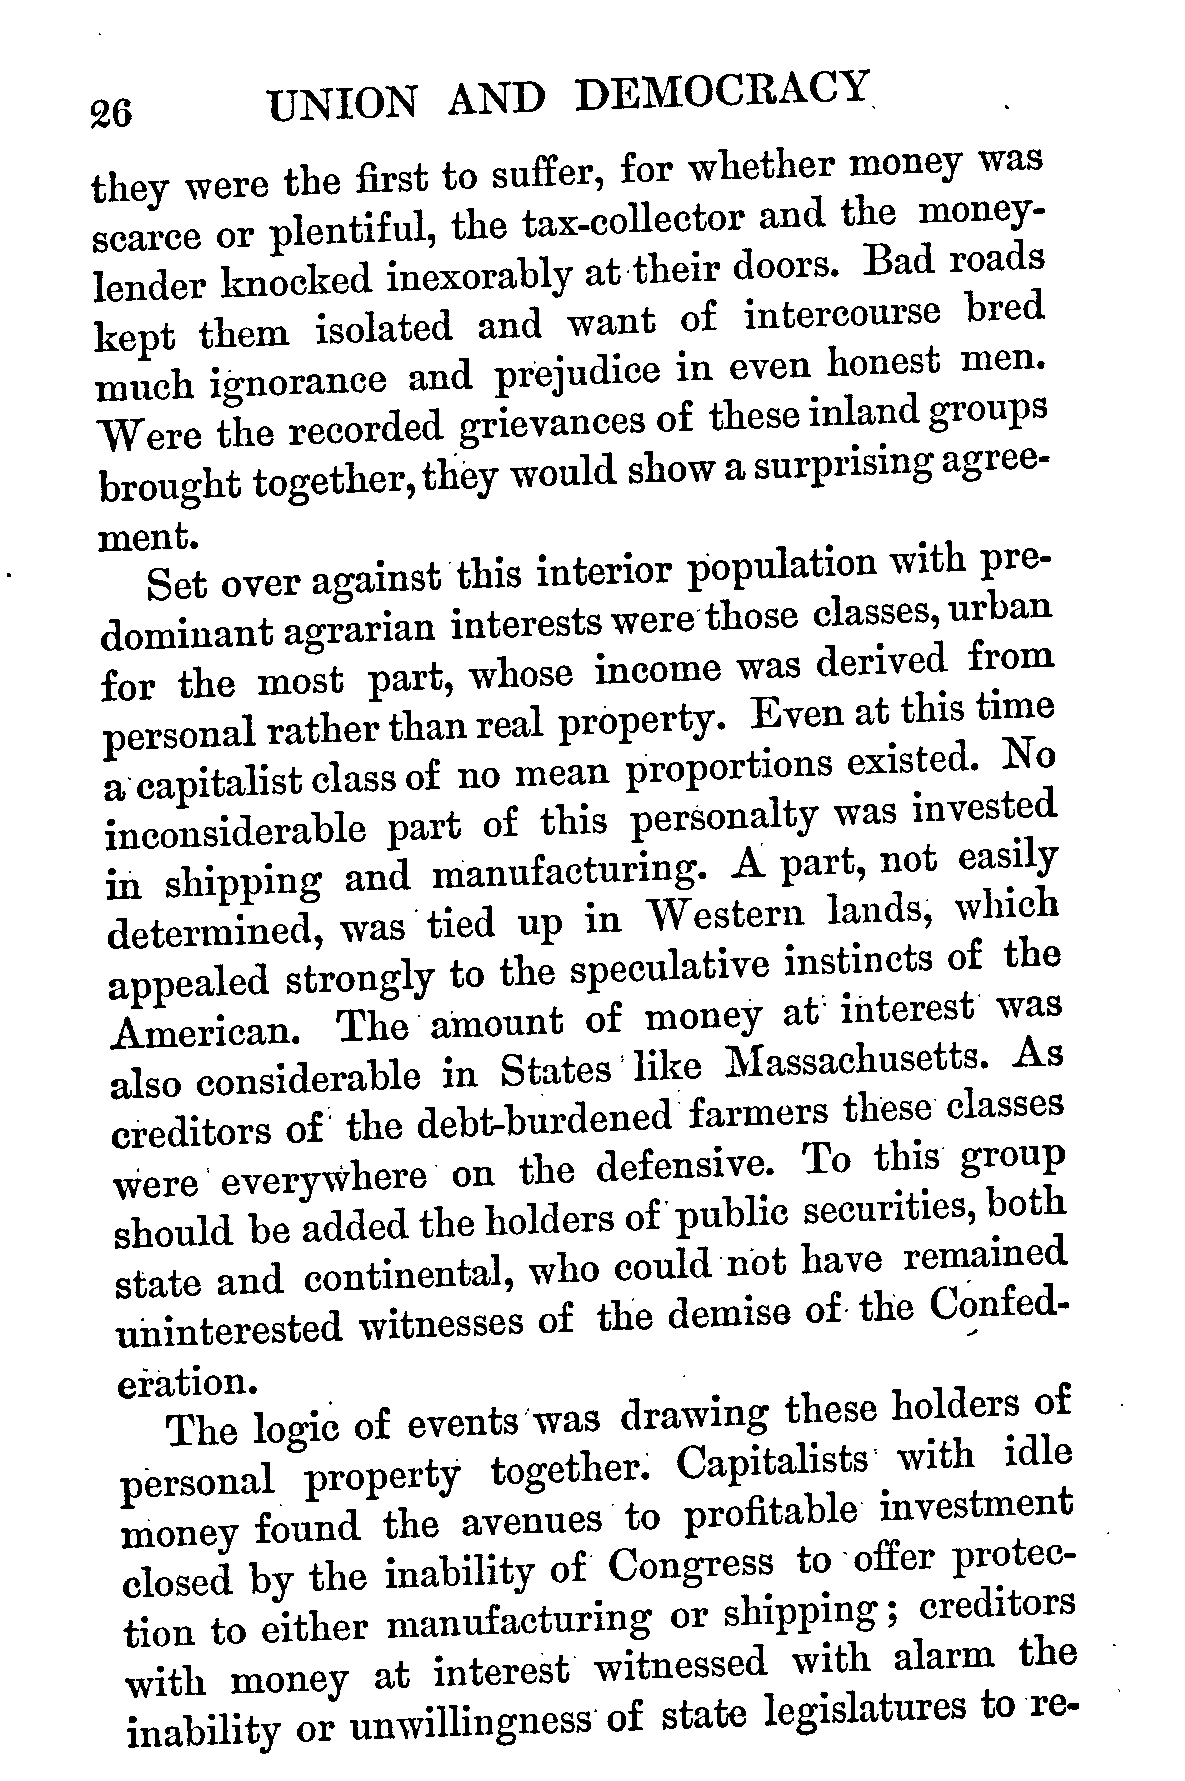 26 UNION AND DEMOCRACY
they were the first to suffer, for whether money was
scarce or plentiful, the tax-collector and the money-
lender knocked inexorably at their doors. Bad roads
kept them isolated and want of intercourse bred
much ignorance and prejudice in even honest men.
Were the recorded grievances of these inland groups
brought together, they would show a surprising agree-
ment.
Set over against this interior population with pre-
dominant agrarian interests were those classes, urban
for the most part, whose income was derived from
personal rather than real property. Even at this time
a capitalist class of no mean proportions existed. No
inconsiderable part of this personalty was invested
in shipping and manufacturing. A part, not easily
determined, was tied up in Western lands, which
appealed strongly to the speculative instincts of the
American. The amount of money at interest was
also considerable in States like Massachusetts. As
creditors of the debt-burdened farmers these classes
were everywhere on the defensive. To this group
should be added the holders of public securities, both
state and continental, who could not have remained
uninterested witnesses of the demise of the Confed-
eration.
The logic of events was drawing these holders of
personal property together. Capitalists with idle
money found the avenues to profitable investment
closed by the inability of Congress to offer protec-
tion to either manufacturing or shipping; creditors
with money at interest witnessed with alarm the
inability or unwillingness of state legislatures to re-